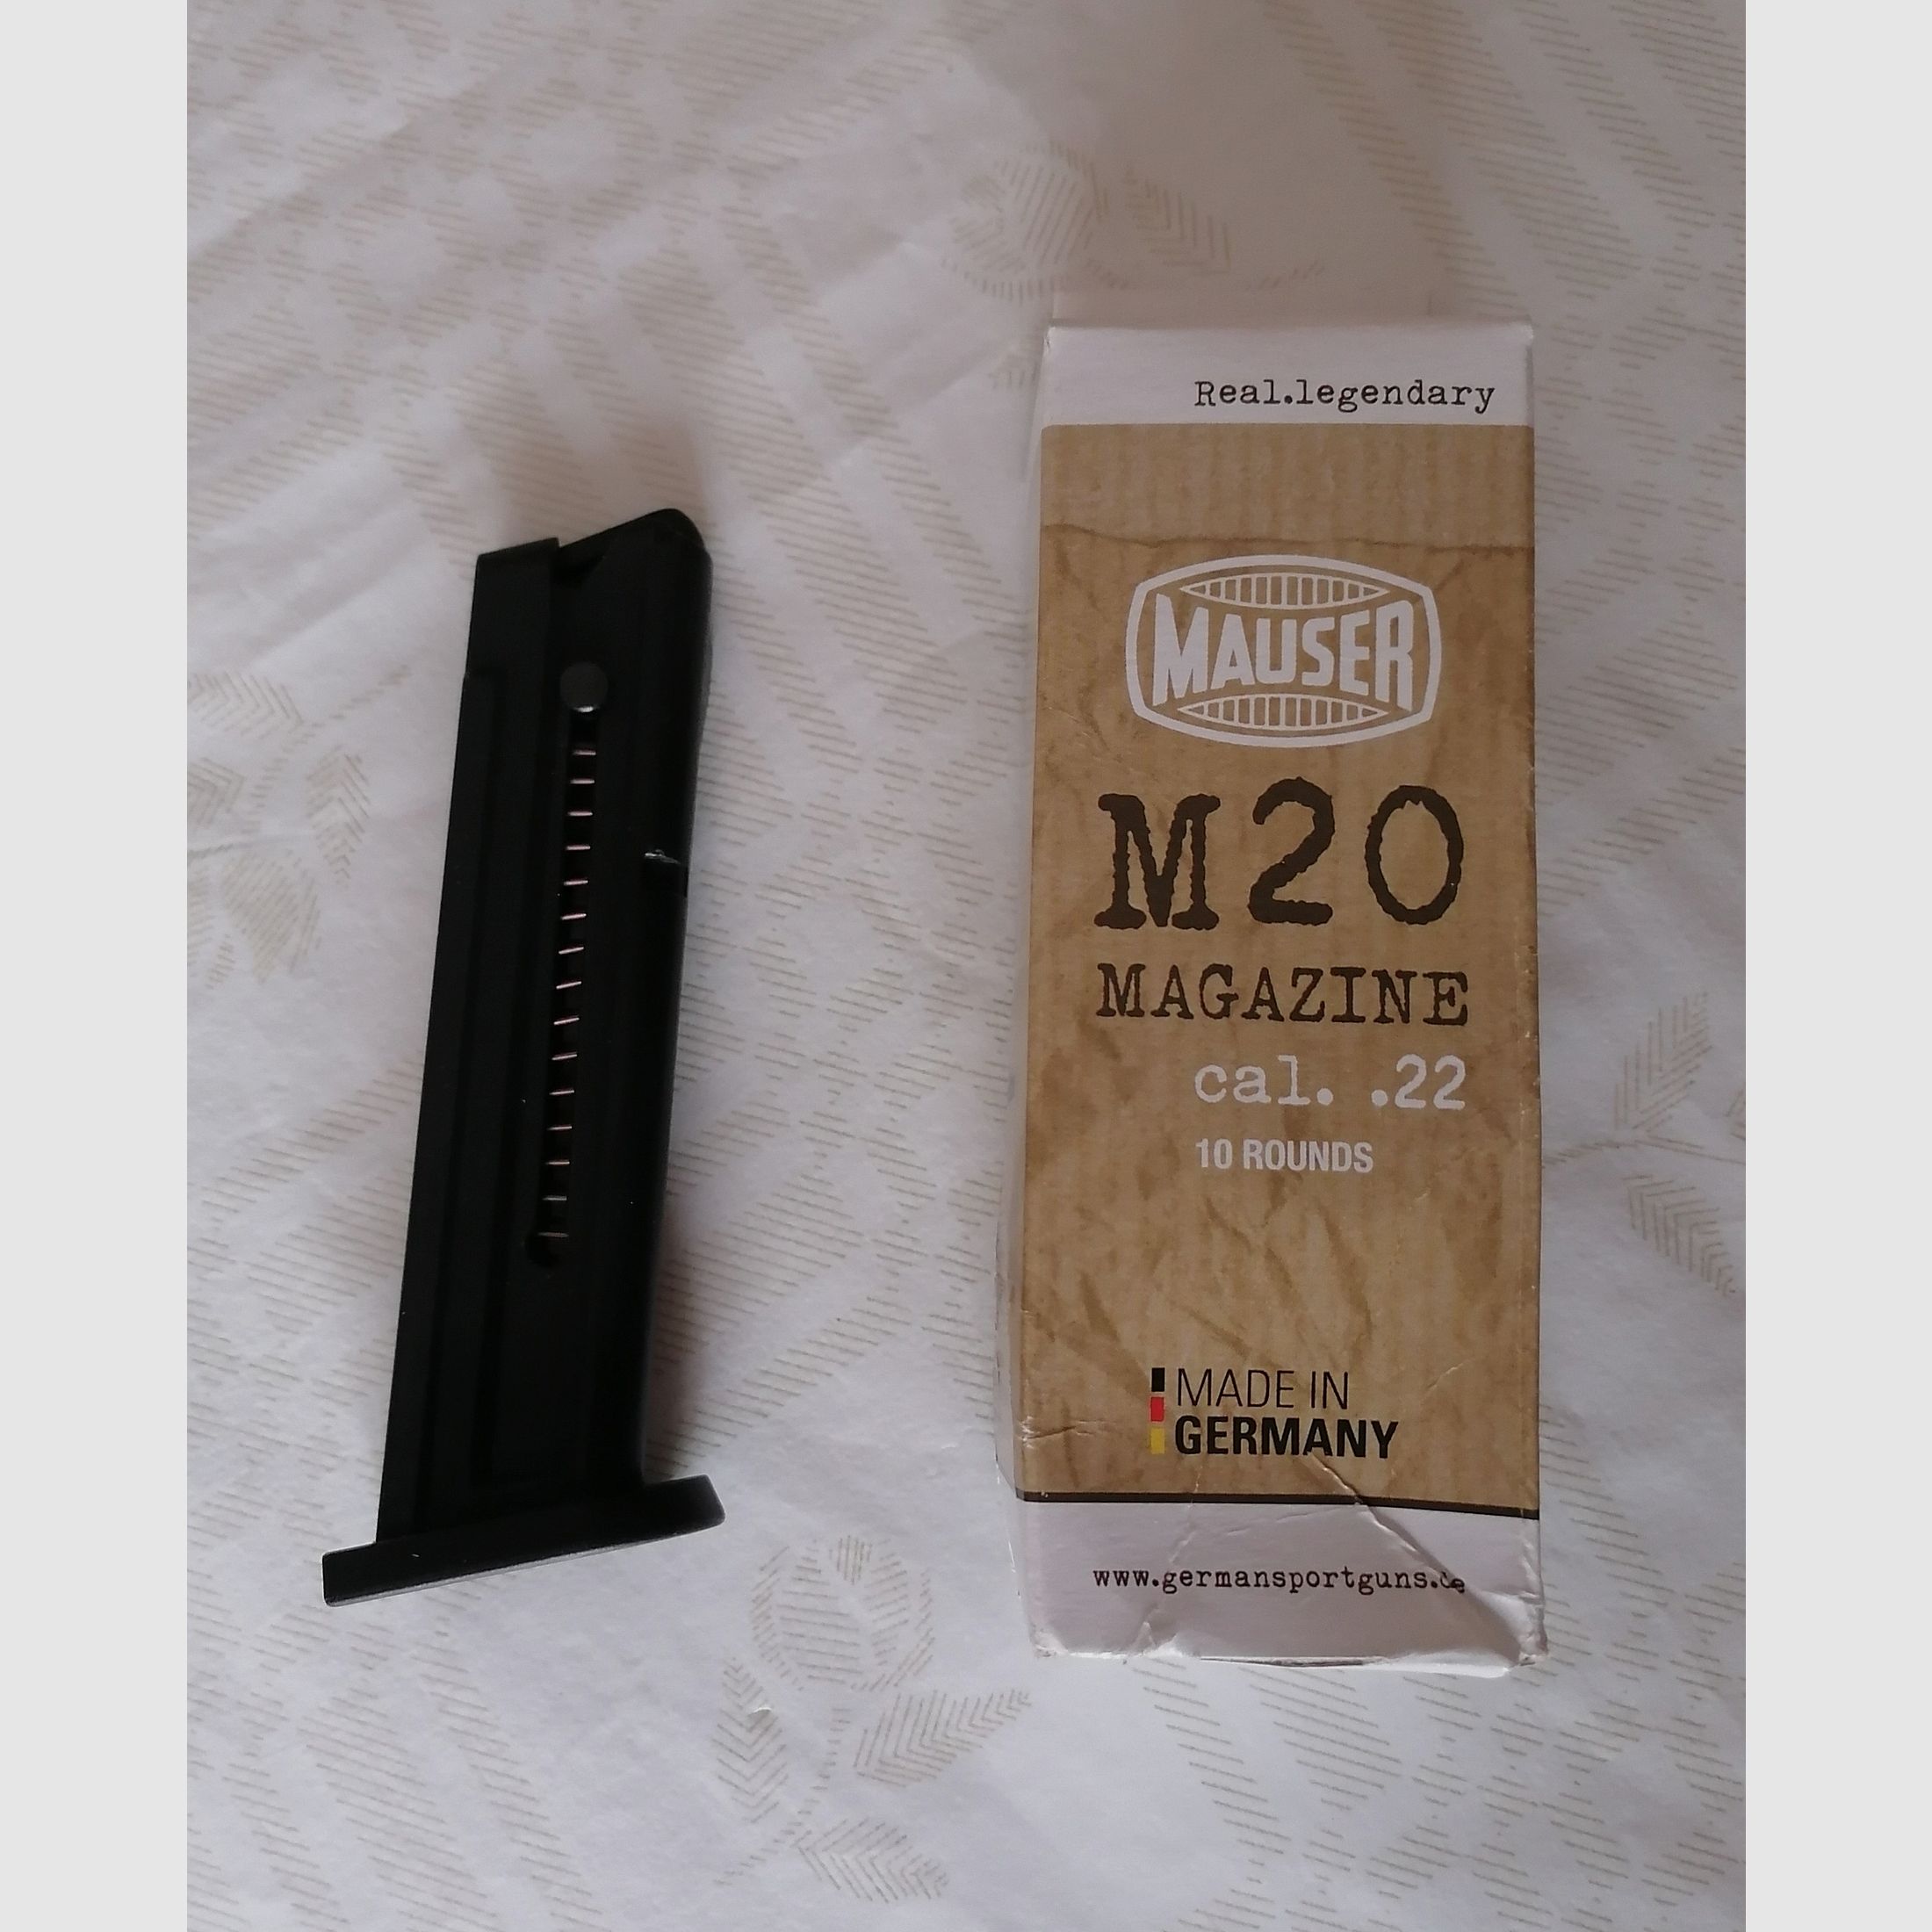 Real.legendary
MAUSER
M20
MAGAZINE
cal. .22
10 ROUNDS
MADE IN
GERMANY
www.germansportguns.de